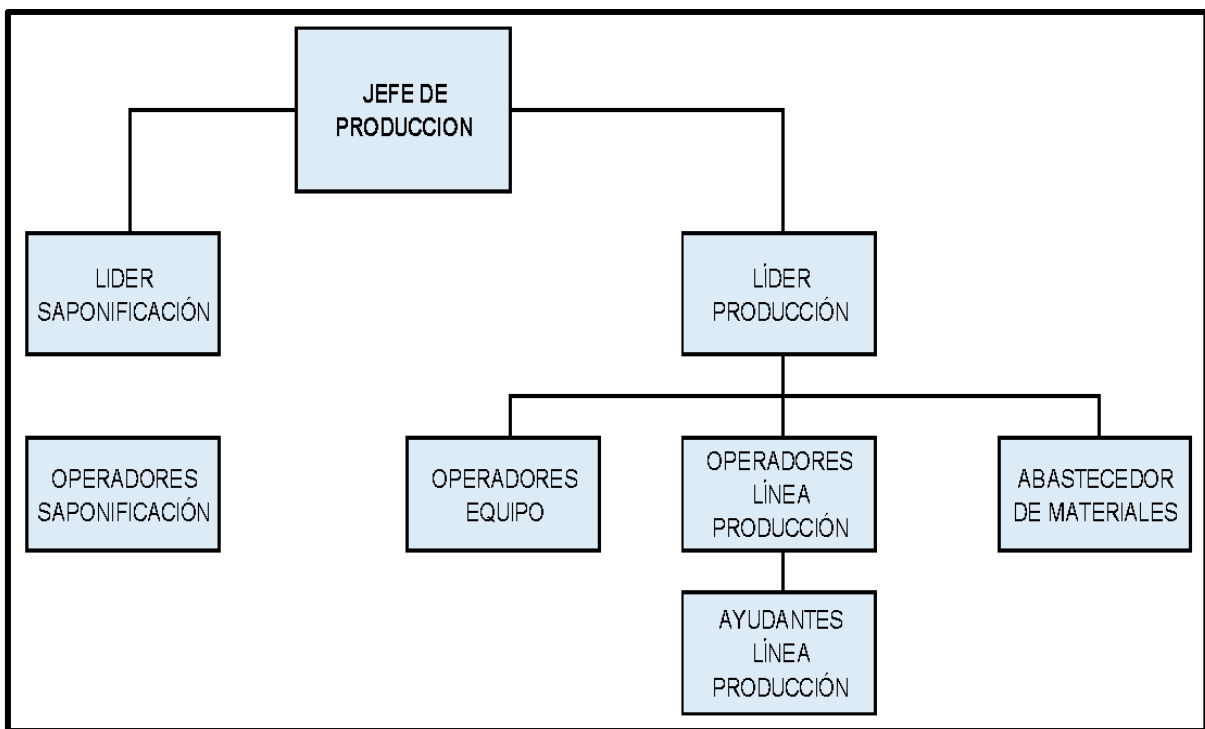 JEFE DE
PRODUCCION
LIDER
SAPONIFICACIÓN
LÍDER
PRODUCCIÓN
OPERADORES
SAPONIFICACIÓN
OPERADORES
EQUIPO
OPERADORES
LÍNEA
PRODUCCIÓN
ABASTECEDOR
DE MATERIALES
AYUDANTES
LÍNEA
PRODUCCIÓN